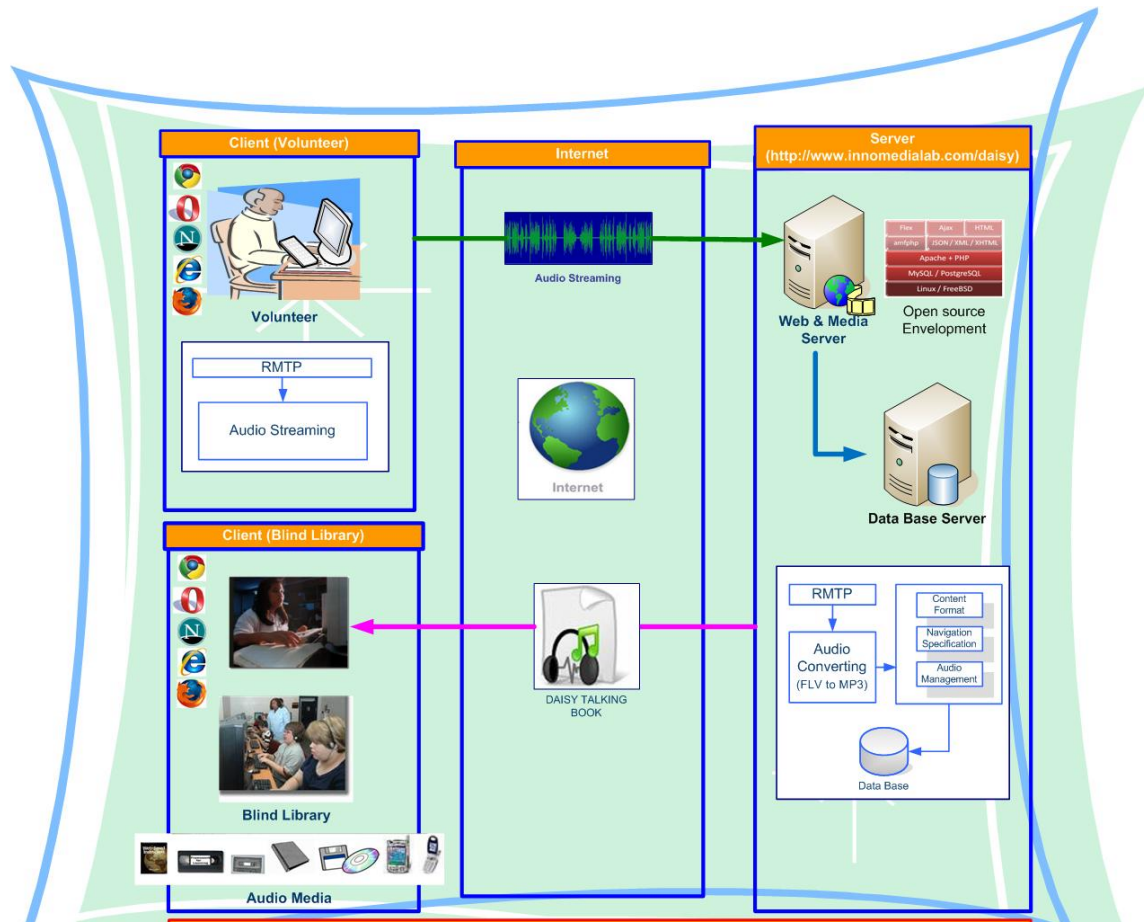 Client (Volunteer)
Volunteer
RMTP
Audio Streaming
Client (Blind Library)
Blind Library
Audio Media
Internet
Audio Streaming
Internet
DAISY TALKING
BOOK
Server
(http://www.innomedialab.com/daisy)
Flex
Ajax
HTML
amfphp
JSON / XML / XHTML
Apache + PHP
MySQL / PostgreSQL
Linux / FreeBSD
Open source
Envelopment
Web & Media
Server
Data Base Server
RMTP
Audio
Converting
(FLV to MP3)
Content
Format
Navigation
Specification
Audio
Management
Data Base